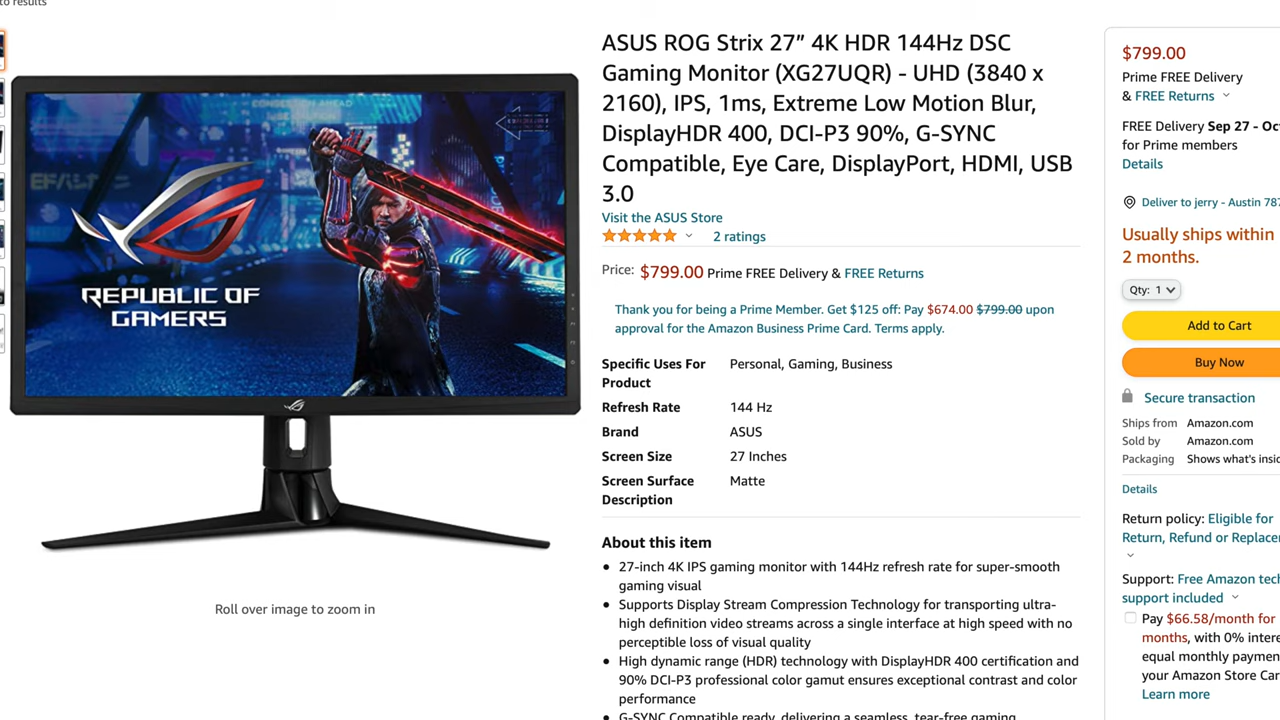 to results
ASUS ROG Strix 27” 4K HDR 144Hz DSC
Gaming Monitor (XG27UQR) - UHD (3840 x
2160), IPS, 1ms, Extreme Low Motion Blur,
DisplayHDR 400, DCI-P3 90%, G-SYNC
Compatible, Eye Care, DisplayPort, HDMI, USB
3.0
Visit the ASUS Store
2 ratings
Price: $799.00 Prime FREE Delivery & FREE Returns
Thank you for being a Prime Member. Get $125 off: Pay $674.00 $799.00 upon
approval for the Amazon Business Prime Card. Terms apply.
Specific Uses For Product Personal, Gaming, Business
Refresh Rate 144 Hz
Brand ASUS
Screen Size 27 Inches
Screen Surface Description Matte
About this item
27-inch 4K IPS gaming monitor with 144Hz refresh rate for super-smooth
gaming visual
Supports Display Stream Compression Technology for transporting ultra-
high definition video streams across a single interface at high speed with no
perceptible loss of visual quality
High dynamic range (HDR) technology with DisplayHDR 400 certification and
90% DCI-P3 professional color gamut ensures exceptional contrast and color
performance
G-SYNC Compatible ready, delivering a seamless, tear-free gaming
REPUBLIC OF
GAMERS
Roll over image to zoom in
$799.00
Prime FREE Delivery
& FREE Returns
FREE Delivery Sep 27 - Oc
for Prime members
Details
Deliver to jerry - Austin 787
Usually ships within
2 months.
Qty: 1
Add to Cart
Buy Now
Secure transaction
Ships from Amazon.com
Sold by Amazon.com
Packaging Shows what's insid
Details
Return policy: Eligible for
Return, Refund or Replace
Support: Free Amazon tech
support included
Pay $66.58/month for
months, with 0% intere
equal monthly paymen
your Amazon Store Car
Learn more